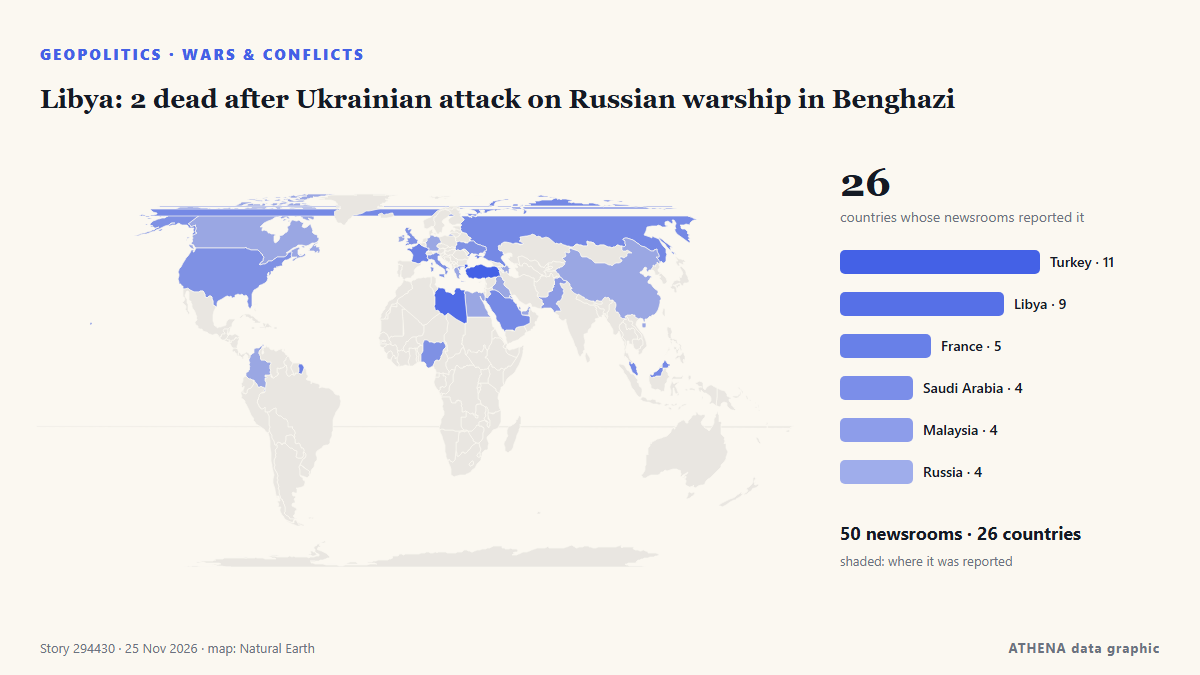 GEOPOLITICS · WARS & CONFLICTS
Libya: 2 dead after Ukrainian attack on Russian warship in Benghazi
26
countries whose newsrooms reported it
Turkey · 11
Libya · 9
France · 5
Saudi Arabia · 4
Malaysia · 4
Russia · 4
50 newsrooms · 26 countries
shaded: where it was reported
Story 294430 · 25 Nov 2026 · map: Natural Earth
ATHENA data graphic